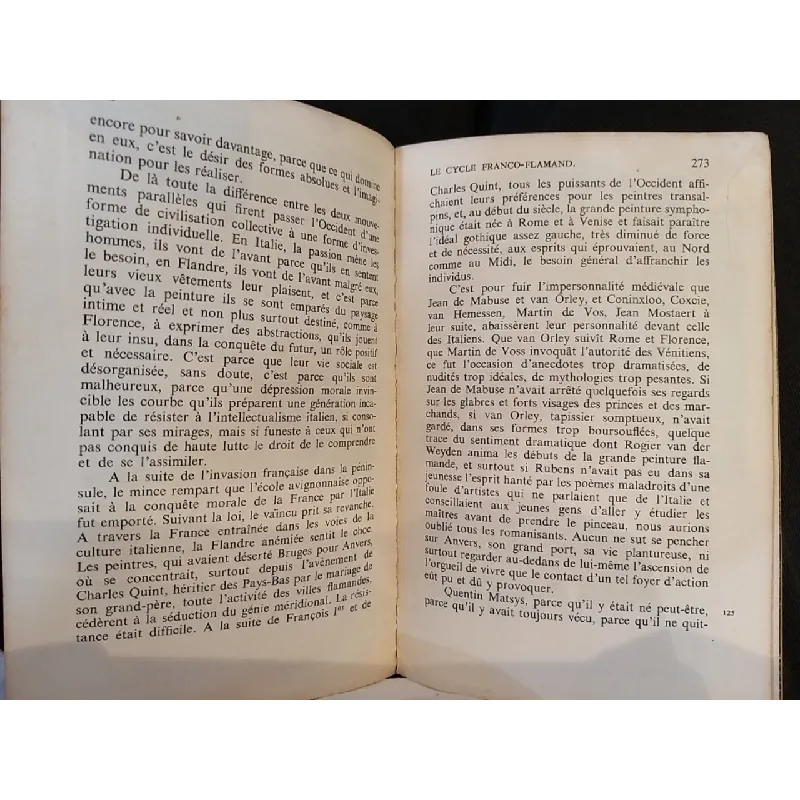 encore pour savoir davantage, parce que ce qui domine
en eux, c'est le désir des formes absolues et l'imagi-
nation pour les réaliser.
De là toute la différence entre les deux mouve-
ments parallèles qui firent passer l'Occident d'une
forme de civilisation collective à une forme d'inves-
tigation individuelle. En Italie, la passion mène les
hommes, ils vont de l'avant parce qu'ils en sentent
le besoin, en Flandre, ils vont de l'avant malgré eux,
leurs vieux vêtements leur plaisent, et c'est parce
qu'avec la peinture ils se sont emparés du paysage
intime et réel et non plus surtout destiné, comme à
Florence, à exprimer des abstractions, qu'ils jouent
à leur insu, dans la conquête du futur, un rôle positif
et nécessaire. C'est parce que leur vie sociale est
désorganisée, sans doute, c'est parce qu'ils sont
malheureux, parce qu'une dépression morale invin-
cible les courbe qu'ils préparent une génération inca-
pable de résister à l'intellectualisme italien, si conso-
lant par ses mirages, mais si funeste à ceux qui n'ont
pas conquis de haute lutte le droit de le comprendre
et de se l'assimiler.
A la suite de l'invasion française dans la pénin-
sule, le mince rempart que l'école avignonnaise oppo-
sait à la conquête morale de la France par l'Italie
fut emporté. Suivant la loi, le vaincu prit sa revanche.
A travers la France entraînée dans les voies de la
culture italienne, la Flandre anémiée sentit le choc.
Les peintres, qui avaient déserté Bruges pour Anvers,
où se concentrait, surtout depuis l'avènement de
Charles Quint, héritier des Pays-Bas par le mariage de
son grand-père, toute l'activité des villes flamandes,
cédèrent à la séduction du génie méridional. La résis-
tance était difficile. A la suite de François Ier et de
LE CYCLE FRANCO-FLAMAND. 273
Charles Quint, tous les puissants de l'Occident affi-
chaient leurs préférences pour les peintres transal-
pins, et, au début du siècle, la grande peinture sympho-
nique était née à Rome et à Venise et faisait paraître
l'idéal gothique assez gauche, très diminué de force
et de nécessité, aux esprits qui éprouvaient, au Nord
comme au Midi, le besoin général d'affranchir les
individus.
C'est pour fuir l'impersonnalité médiévale que
Jean de Mabuse et van Orley, et Coninxloo, Coxcie,
van Hemessen, Martin de Vos, Jean Mostaert à
leur suite, abaissèrent leur personnalité devant celle
des Italiens. Que van Orley suivît Rome et Florence,
que Martin de Voss invoquât l'autorité des Vénitiens,
ce fut l'occasion d'anecdotes trop dramatisées, de
nudités trop idéales, de mythologies trop pesantes. Si
Jean de Mabuse n'avait arrêté quelquefois ses regards
sur les glabres et forts visages des princes et des mar-
chands, si van Orley, tapissier somptueux, n'avait
gardé, dans ses formes trop boursouflées, quelque
trace du sentiment dramatique dont Rogier van der
Weyden anima les débuts de la grande peinture fla-
mande, et surtout si Rubens n'avait pas eu dans sa
jeunesse l'esprit hanté par les poèmes maladroits d'une
foule d'artistes qui ne parlaient que de l'Italie et
conseillaient aux jeunes gens d'aller y étudier les
maîtres avant de prendre le pinceau, nous aurions
oublié tous les romanisants. Aucun ne sut se pencher
sur Anvers, son grand port, sa vie plantureuse, ni
surtout regarder au-dedans de lui-même l'ascension de
l'orgueil de vivre que le contact d'un tel foyer d'action
eût pu et dû y provoquer.
Quentin Matsys, parce qu'il y était né peut-être,
parce qu'il y avait toujours vécu, parce qu'il ne quit-
125